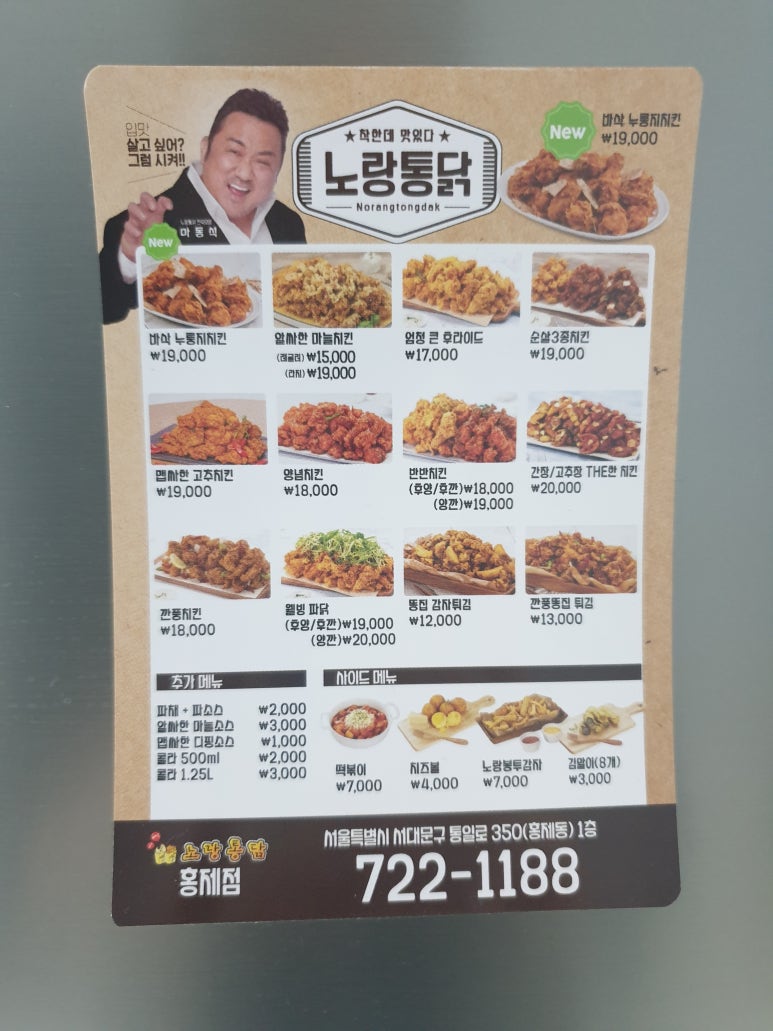 입맛
살고 싶어?
그럼 시켜!!
마동석
★ 착한데 맛있다 ★
노랑통닭
Norangtongdak
New
바삭 누룽지치킨
₩19,000
New
바삭 누룽지치킨
₩19,000
알싸한 마늘치킨
(레귤러) ₩15,000
(라지) ₩19,000
엄청 큰 후라이드
₩17,000
순살3종치킨
₩19,000
맵싸한 고추치킨
₩19,000
양념치킨
₩18,000
반반치킨
(후양/후깐)₩18,000
(양깐)₩19,000
간장/고추장 THE한 치킨
₩20,000
깐풍치킨
₩18,000
웰빙 파닭
(후양/후깐)₩19,000
(양깐)₩20,000
똥집 감자튀김
₩12,000
깐풍똥집 튀김
₩13,000
추가 메뉴
파채 + 파소스 ₩2,000
알싸한 마늘소스 ₩3,000
맵싸한 디핑소스 ₩1,000
콜라 500ml ₩2,000
콜라 1.25L ₩3,000
사이드 메뉴
떡볶이
₩7,000
치즈볼
₩4,000
노랑봉투감자
₩7,000
김말이(8개)
₩3,000
노랑통닭
홍제점
서울특별시 서대문구 통일로 350(홍제동) 1층
722-1188